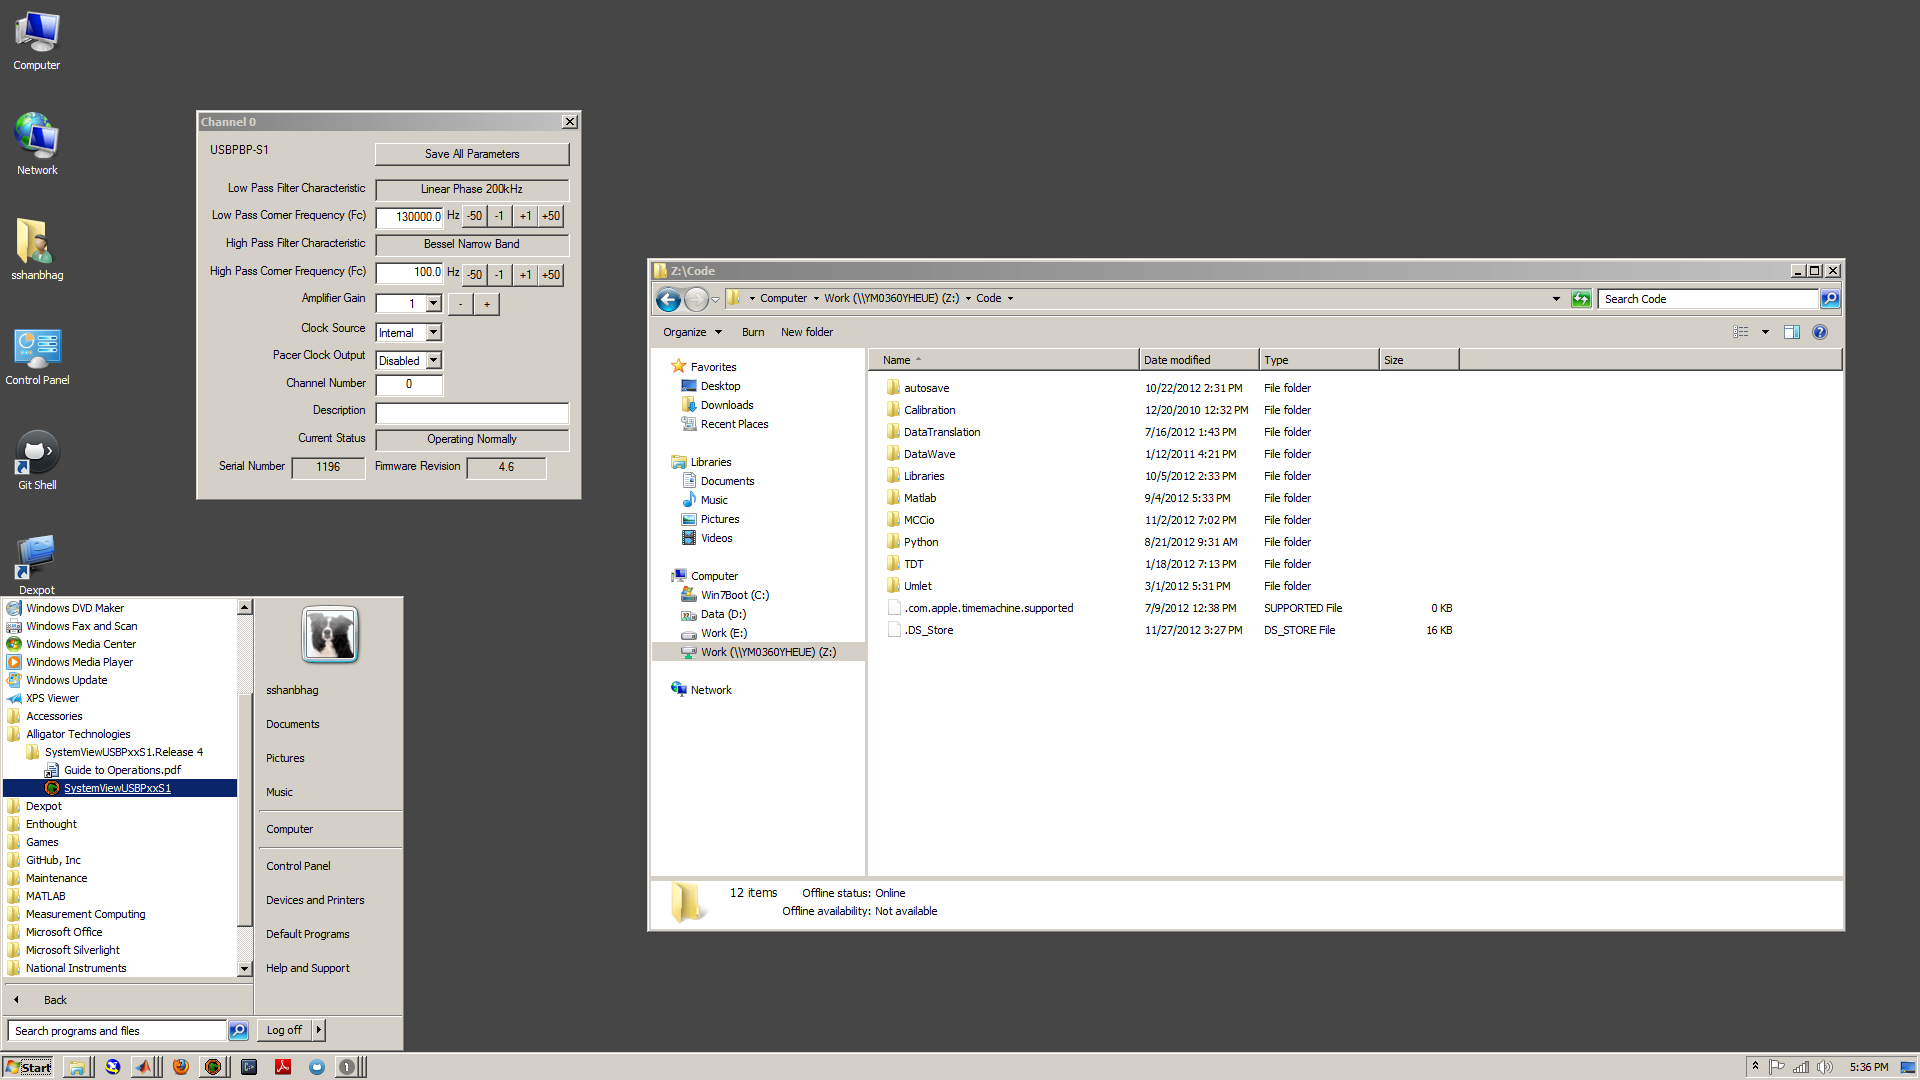 Computer
Network
sshanbhag
Control Panel
Git Shell
Dexpot
Channel 0
USBPBP-S1
Save All Parameters
Low Pass Filter Characteristic
Linear Phase 200kHz
Low Pass Corner Frequency (Fc)
130000.0 Hz -50 -1 +1 +50
High Pass Filter Characteristic
Bessel Narrow Band
High Pass Corner Frequency (Fc)
100.0 Hz -50 -1 +1 +50
Amplifier Gain 1 - +
Clock Source Internal
Pacer Clock Output Disabled
Channel Number 0
Description
Current Status Operating Normally
Serial Number 1196 Firmware Revision 4.6
Z:\Code
Computer Work (\\YM0360YHEUE) (Z:) Code
Search Code
Organize Burn New folder
Favorites
Desktop
Downloads
Recent Places
Libraries
Documents
Music
Pictures
Videos
Computer
Win7Boot (C:)
Data (D:)
Work (E:)
Work (\\YM0360YHEUE) (Z:)
Network
Name Date modified Type Size
autosave 10/22/2012 2:31 PM File folder
Calibration 12/20/2010 12:32 PM File folder
DataTranslation 7/16/2012 1:43 PM File folder
DataWave 1/12/2011 4:21 PM File folder
Libraries 10/5/2012 2:33 PM File folder
Matlab 9/4/2012 5:33 PM File folder
MCCio 11/2/2012 7:02 PM File folder
Python 8/21/2012 9:31 AM File folder
TDT 1/18/2012 7:13 PM File folder
Umlet 3/1/2012 5:31 PM File folder
.com.apple.timemachine.supported 7/9/2012 12:38 PM SUPPORTED File 0 KB
.DS_Store 11/27/2012 3:27 PM DS_STORE File 16 KB
12 items Offline status: Online
Offline availability: Not available
Windows DVD Maker
Windows Fax and Scan
Windows Media Center
Windows Media Player
Windows Update
XPS Viewer
Accessories
Alligator Technologies
SystemViewUSBPxxS1.Release 4
Guide to Operations.pdf
SystemViewUSBPxxS1
Dexpot
Enthought
Games
GitHub, Inc
Maintenance
MATLAB
Measurement Computing
Microsoft Office
Microsoft Silverlight
National Instruments
Back
Search programs and files
sshanbhag
Documents
Pictures
Music
Computer
Control Panel
Devices and Printers
Default Programs
Help and Support
Log off
Start
1
5:36 PM